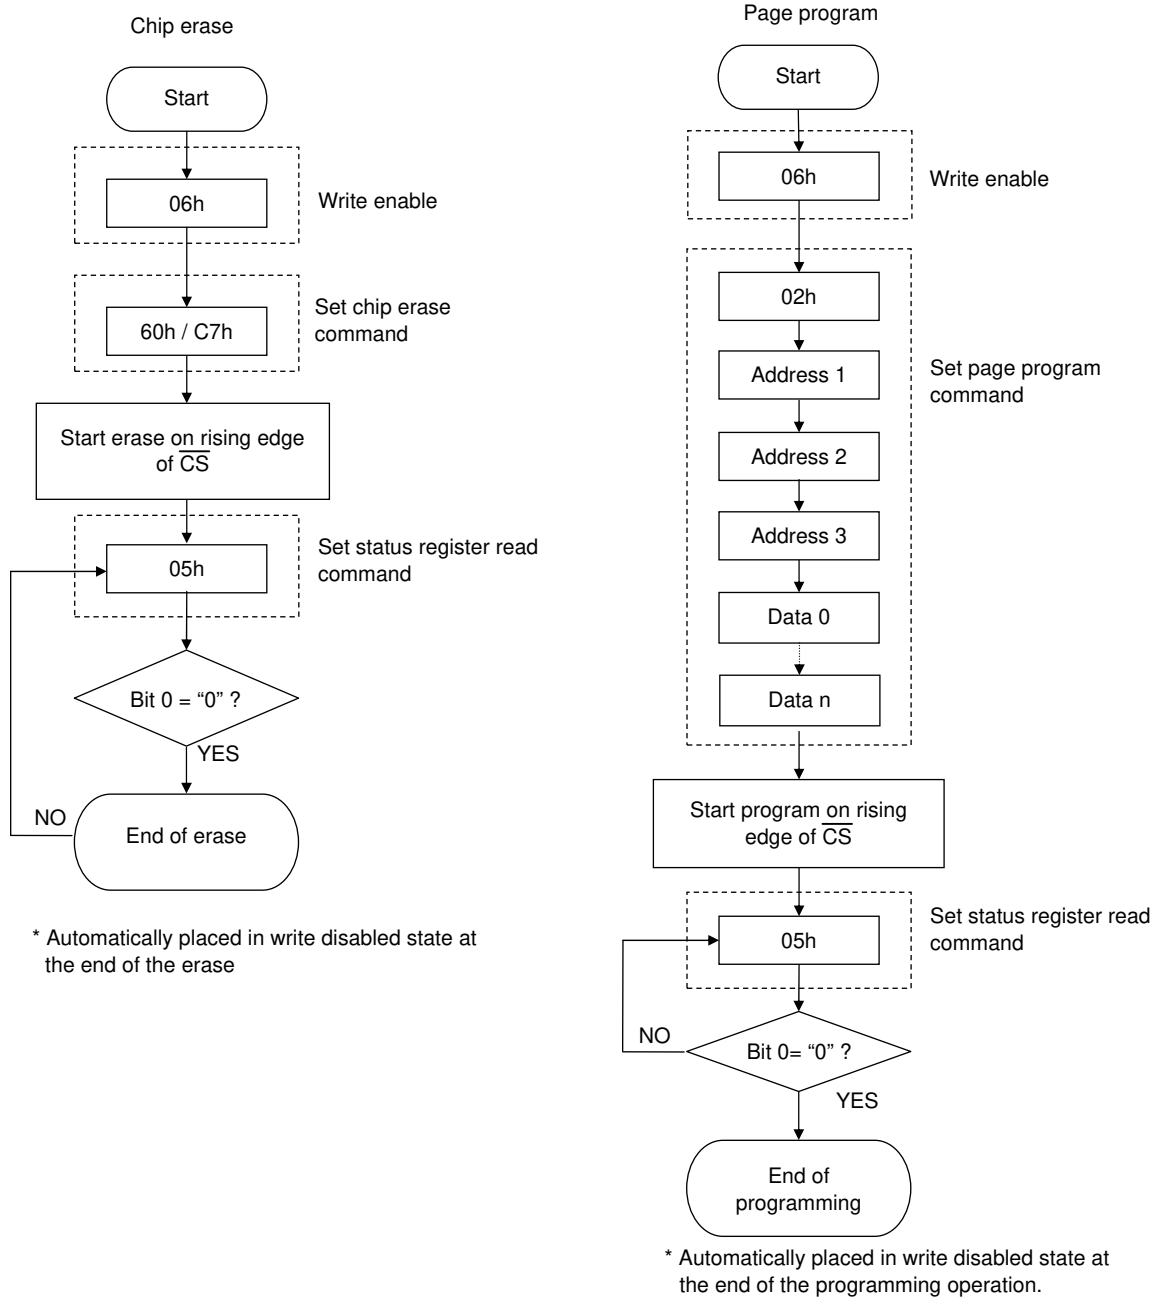 Chip erase
Start
06h
Write enable
60h / C7h
Set chip erase
command
Start erase on rising edge
of CS
05h
Set status register read
command
Bit 0 = “0” ?
YES
NO
End of erase
* Automatically placed in write disabled state at
the end of the erase
Page program
Start
06h
Write enable
02h
Address 1
Set page program
command
Address 2
Address 3
Data 0
Data n
Start program on rising
edge of CS
05h
Set status register read
command
NO
Bit 0= “0” ?
YES
End of
programming
* Automatically placed in write disabled state at
the end of the programming operation.